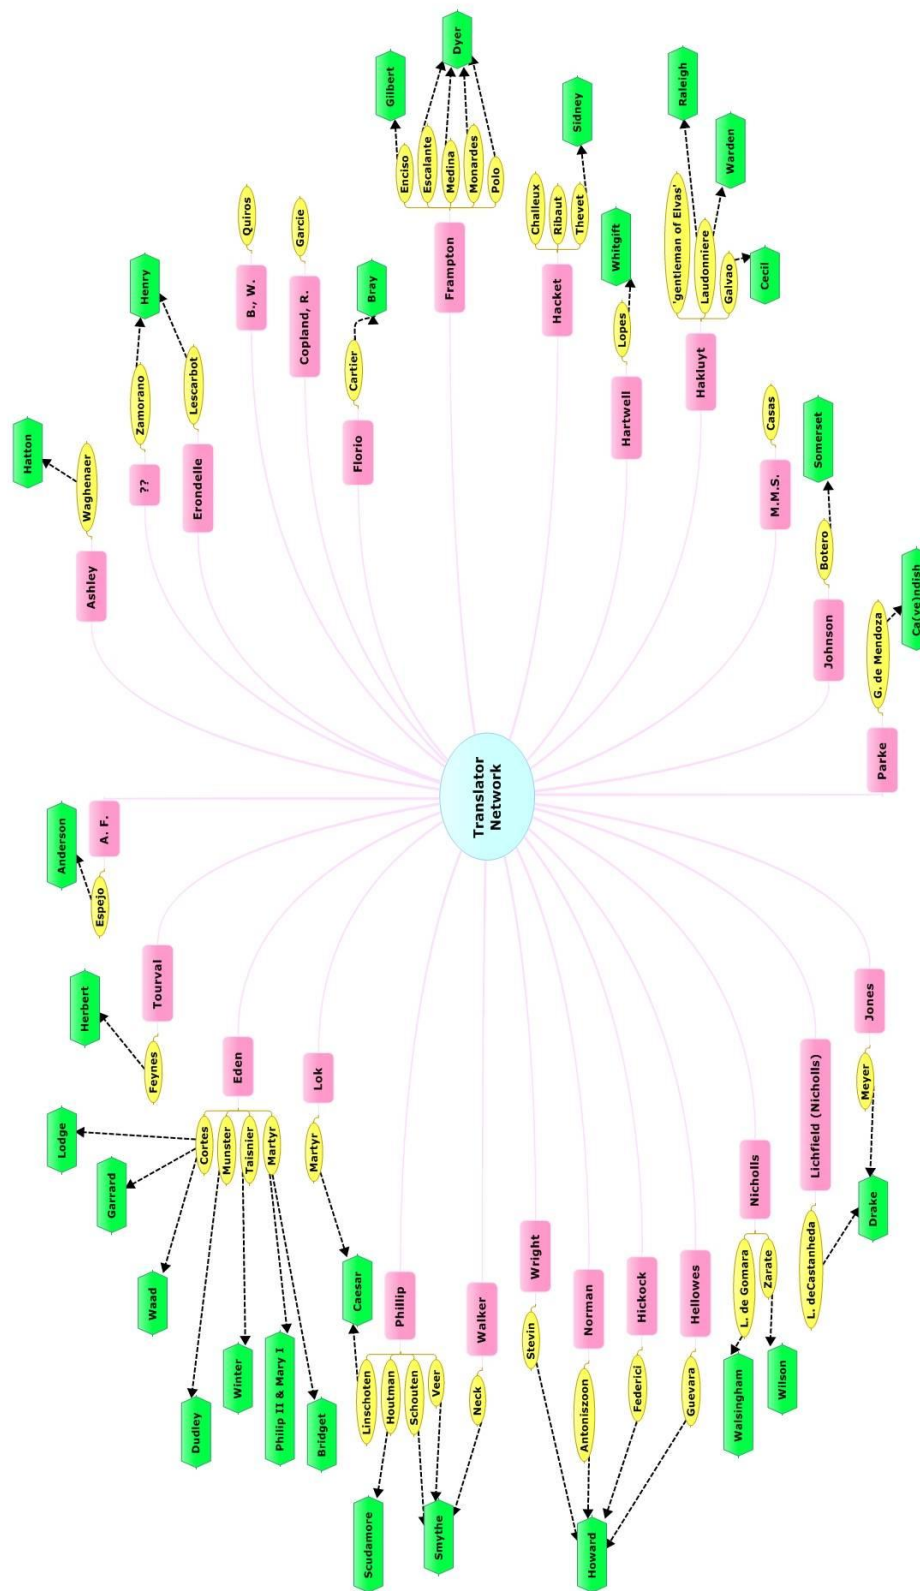 Translator
Network
A. F.
Espejo
Anderson
Tourval
Feynes
Herbert
Eden
Cortes
Munster
Taisnier
Martyr
Lodge
Garrard
Waad
Dudley
Winter
Philip II & Mary I
Bridget
Lok
Martyr
Caesar
Phillip
Linschoten
Houtman
Schouten
Veer
Scudamore
Smythe
Walker
Neck
Wright
Stevin
Norman
Antoniszoon
Hickock
Federici
Hellowes
Guevara
Howard
Nicholls
L. de Gomara
Zarate
Walsingham
Wilson
Lichfield (Nicholls)
L. deCastanheda
Jones
Meyer
Drake
Ashley
Waghenaer
Hatton
??
Zamorano
Henry
Erondelle
Lescarbot
B., W.
Quiros
Copland, R.
Garcie
Florio
Cartier
Bray
Frampton
Enciso
Escalante
Medina
Monardes
Polo
Gilbert
Dyer
Hacket
Challeux
Ribaut
Thevet
Sidney
Hartwell
Lopes
Whitgift
Hakluyt
'gentleman of Elvas'
Laudonniere
Galvao
Raleigh
Warden
Cecil
M.M.S.
Casas
Johnson
Botero
Somerset
Parke
G. de Mendoza
Ca(ve)ndish